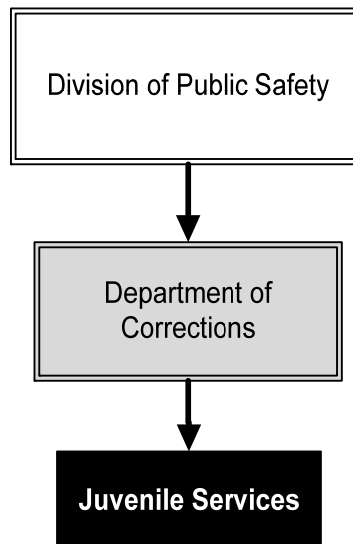 Division of Public Safety
Department of
Corrections
Juvenile Services